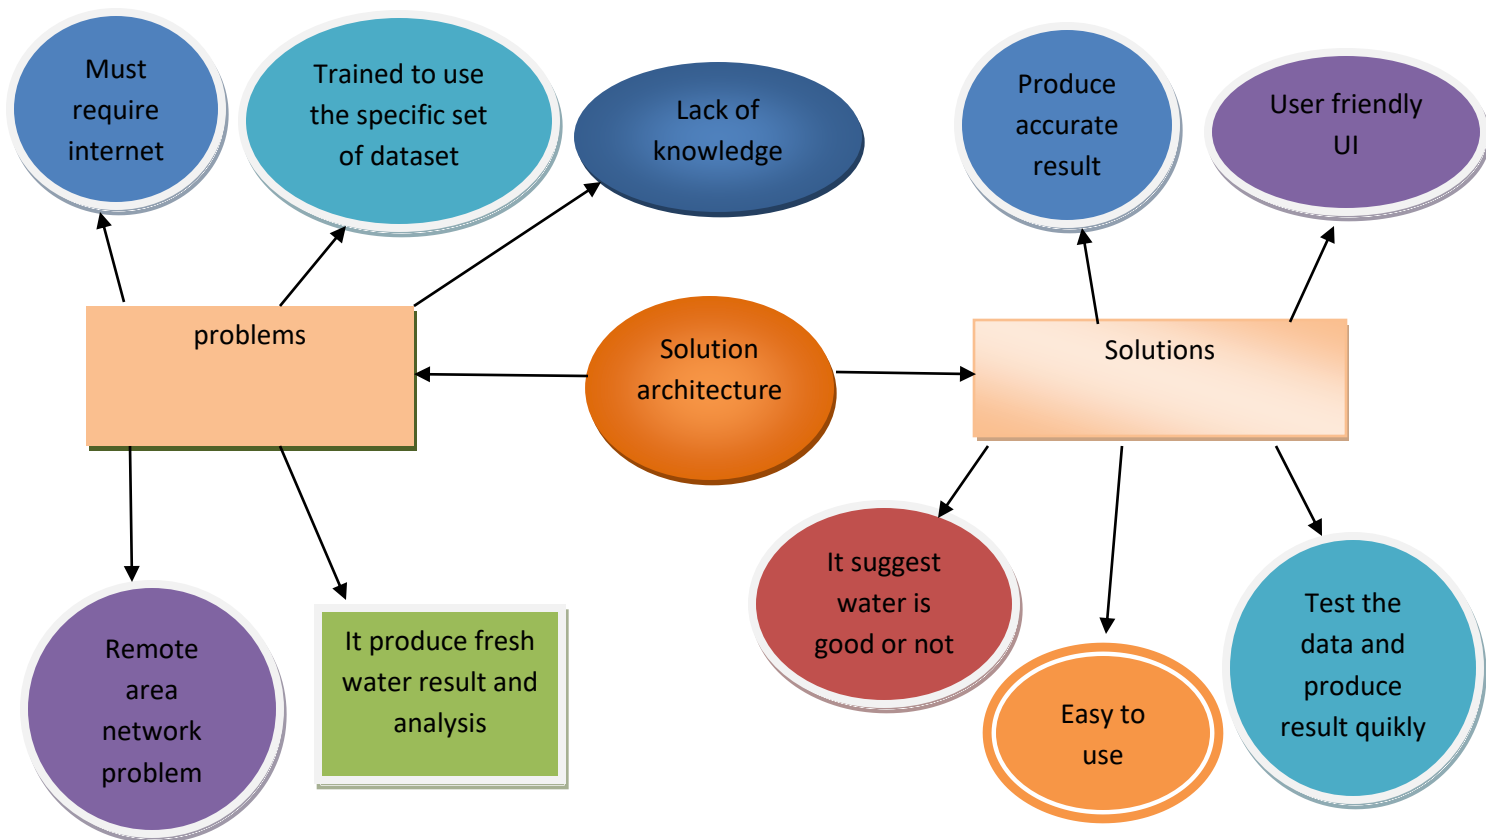 Must
require
internet
Trained to use
the specific set
of dataset
Lack of
knowledge
Produce
accurate
result
User friendly
UI
problems
Solution
architecture
Solutions
Remote
area
network
problem
It produce fresh
water result and
analysis
It suggest
water is
good or not
Easy to
use
Test the
data and
produce
result quikly